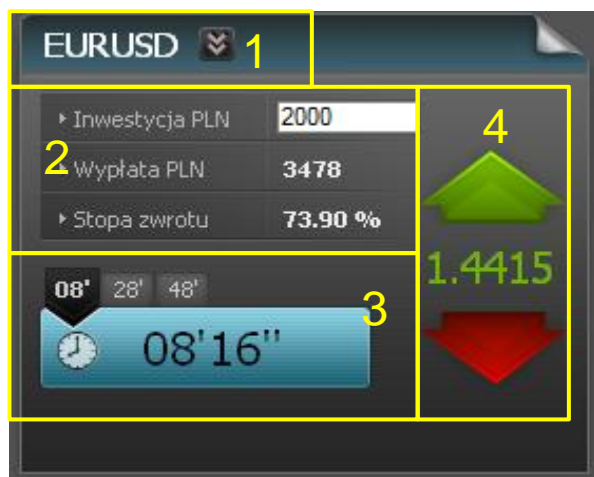 EURUSD 1
Inwestycja PLN 2000
2 Wypłata PLN 3478
Stopa zwrotu 73.90 %
4
1.4415
08' 28' 48'
3
08'16"